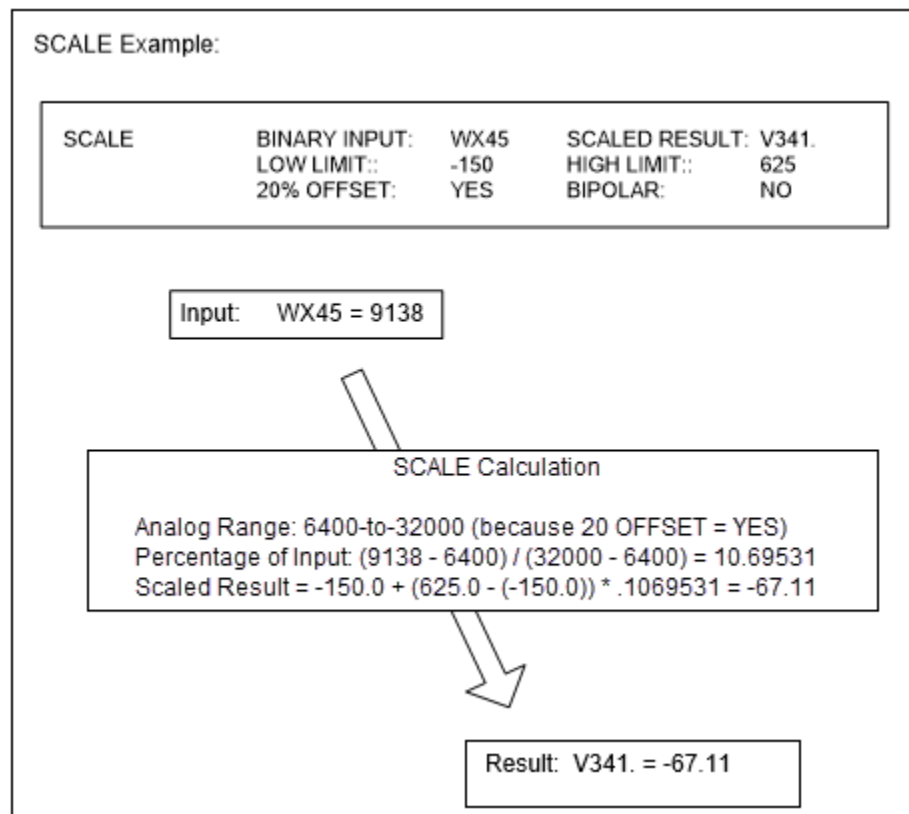 SCALE Example:
SCALE BINARY INPUT: WX45 SCALED RESULT: V341.
LOW LIMIT:: -150 HIGH LIMIT:: 625
20% OFFSET: YES BIPOLAR: NO
Input: WX45 = 9138
SCALE Calculation
Analog Range: 6400-to-32000 (because 20 OFFSET = YES)
Percentage of Input: (9138 - 6400) / (32000 - 6400) = 10.69531
Scaled Result = -150.0 + (625.0 - (-150.0)) * .1069531 = -67.11
Result: V341. = -67.11